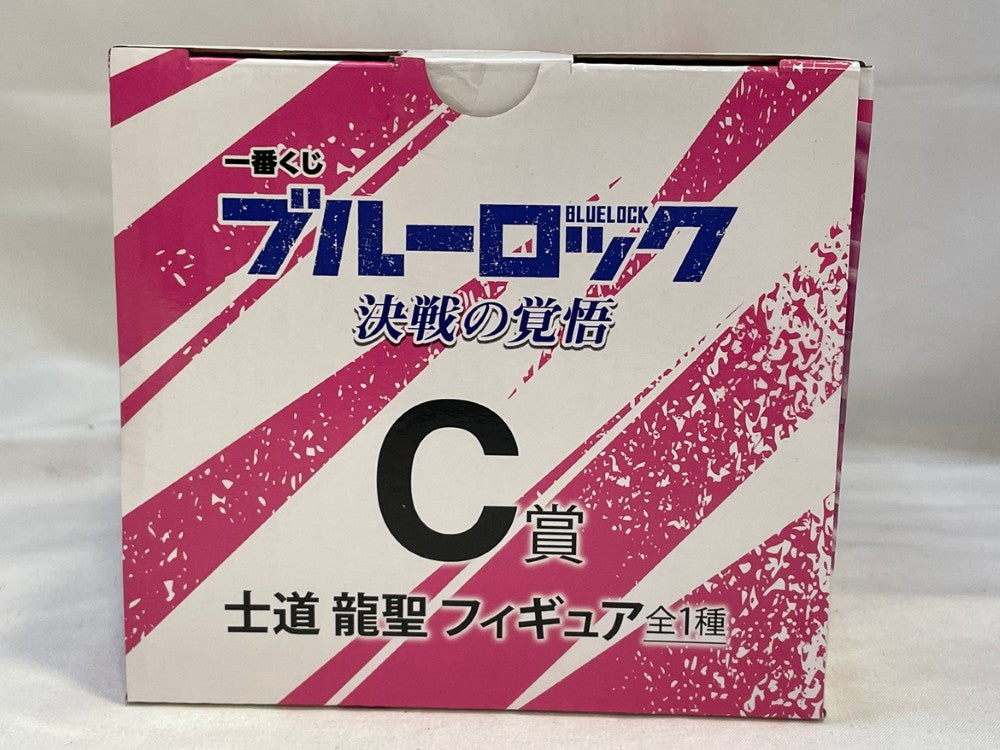 一番くじ
ブルーロック
BLUELOCK
決戦の覚悟
C賞
士道 龍聖 フィギュア 全1種